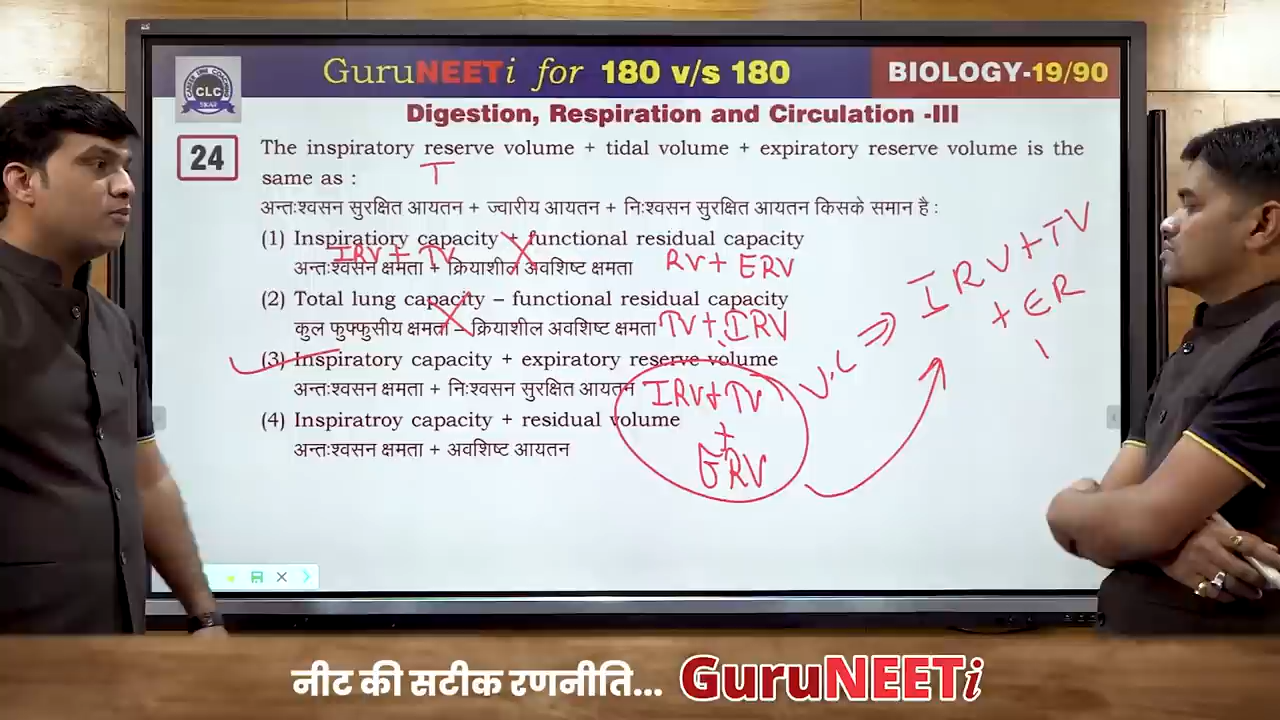 GuruNEETi for 180 v/s 180
BIOLOGY-19/90
CLC
Digestion, Respiration and Circulation -III
24
The inspiratory reserve volume + tidal volume + expiratory reserve volume is the
same as :
T
अन्तःश्वसन सुरक्षित आयतन + ज्वारीय आयतन + निःश्वसन सुरक्षित आयतन किसके समान है :
(1) Inspiratiory capacity + functional residual capacity
IRV + TV
अन्तःश्वसन क्षमता + क्रियाशील अवशिष्ट क्षमता
RV + ERV
(2) Total lung capacity – functional residual capacity
कुल फुफ्फुसीय क्षमता – क्रियाशील अवशिष्ट क्षमता
TV + IRV
(3) Inspiratory capacity + expiratory reserve volume
अन्तःश्वसन क्षमता + निःश्वसन सुरक्षित आयतन
IRV + TV
+
ERV
(4) Inspiratroy capacity + residual volume
अन्तःश्वसन क्षमता + अवशिष्ट आयतन
V.C ⇒ IRV + TV
+ ER
नीट की सटीक रणनीति... GuruNEETi